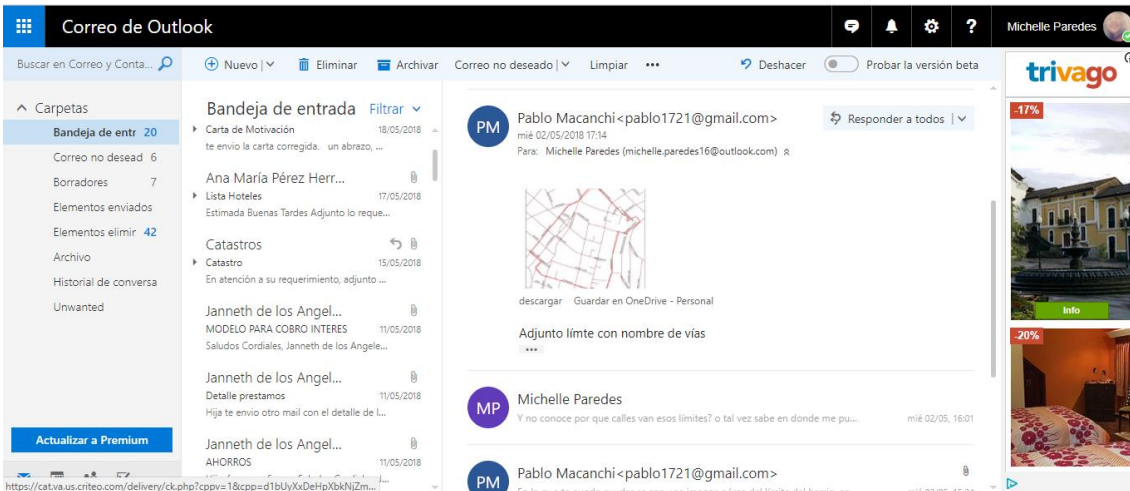 Correo de Outlook
Michelle Paredes
Buscar en Correo y Conta...
Nuevo
Eliminar
Archivar
Correo no deseado
Limpiar
Deshacer
Probar la versión beta
Carpetas
Bandeja de entr 20
Correo no desead 6
Borradores 7
Elementos enviados
Elementos elimir 42
Archivo
Historial de conversa
Unwanted
Actualizar a Premium
Bandeja de entrada Filtrar
Carta de Motivación 18/05/2018
te envio la carta corregida. un abrazo, ...
Ana María Pérez Herr...
Lista Hoteles 17/05/2018
Estimada Buenas Tardes Adjunto lo reque...
Catastros
Catastro 15/05/2018
En atención a su requerimiento, adjunto ...
Janneth de los Angel...
MODELO PARA COBRO INTERES 11/05/2018
Saludos Cordiales, Janneth de los Angele...
Janneth de los Angel...
Detalle prestamos 11/05/2018
Hija te envio otro mail con el detalle de l...
Janneth de los Angel...
AHORROS 11/05/2018
PM
Pablo Macanchi<pablo1721@gmail.com>
mié 02/05/2018 17:14
Para: Michelle Paredes (michelle.paredes16@outlook.com)
Responder a todos
descargar Guardar en OneDrive - Personal
Adjunto límte con nombre de vías
MP
Michelle Paredes
Y no conoce por que calles van esos límites? o tal vez sabe en donde me pu... mié 02/05, 16:01
PM
Pablo Macanchi<pablo1721@gmail.com>
trivago
-17%
Info
-20%
https://cat.va.us.criteo.com/delivery/ck.php?cppv=1&cpp=d1bUyXxDeHpXbkNjZm...